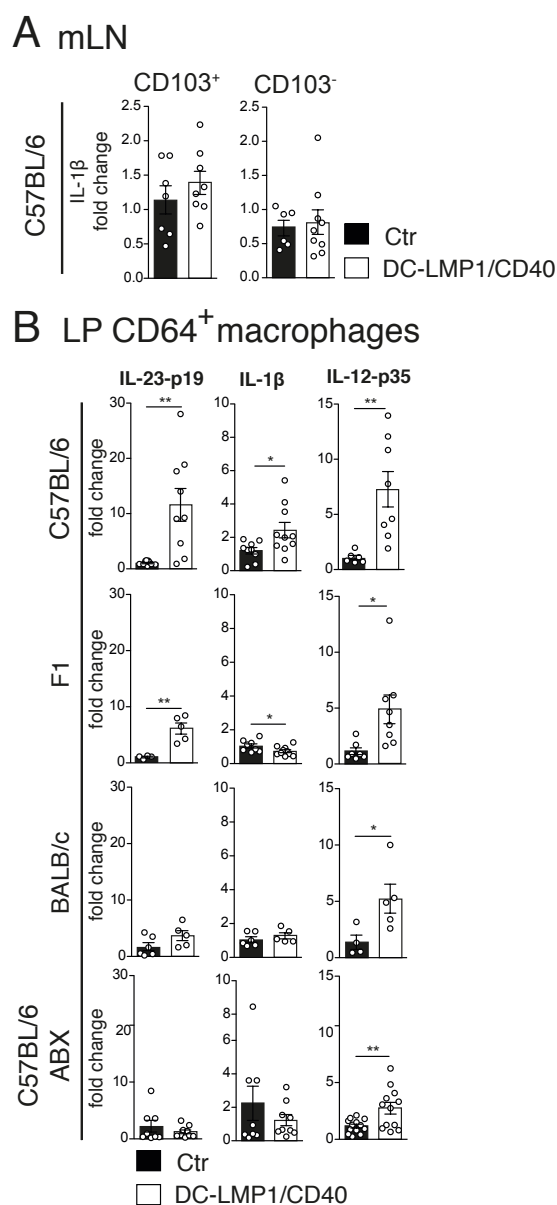 A mLN
CD103+ CD103-
C57BL/6
IL-1β
fold change
2.5 2.5
2.0 2.0
1.5 1.5
1.0 1.0
0.5 0.5
0.0 0.0
Ctr
DC-LMP1/CD40
B LP CD64+ macrophages
IL-23-p19 IL-1β IL-12-p35
C57BL/6
fold change
30 10 15
** * **
8
20 10
6
4
10 5
2
0 0 0
F1
fold change
30 10 15
** * *
8
20 10
6
4
10 5
2
0 0 0
BALB/c
fold change
30 10 15
*
8
20 10
6
4
10 5
2
0 0 0
C57BL/6
ABX
fold change
30 10 15
**
8
20 10
6
4
10 5
2
0 0 0
Ctr
DC-LMP1/CD40